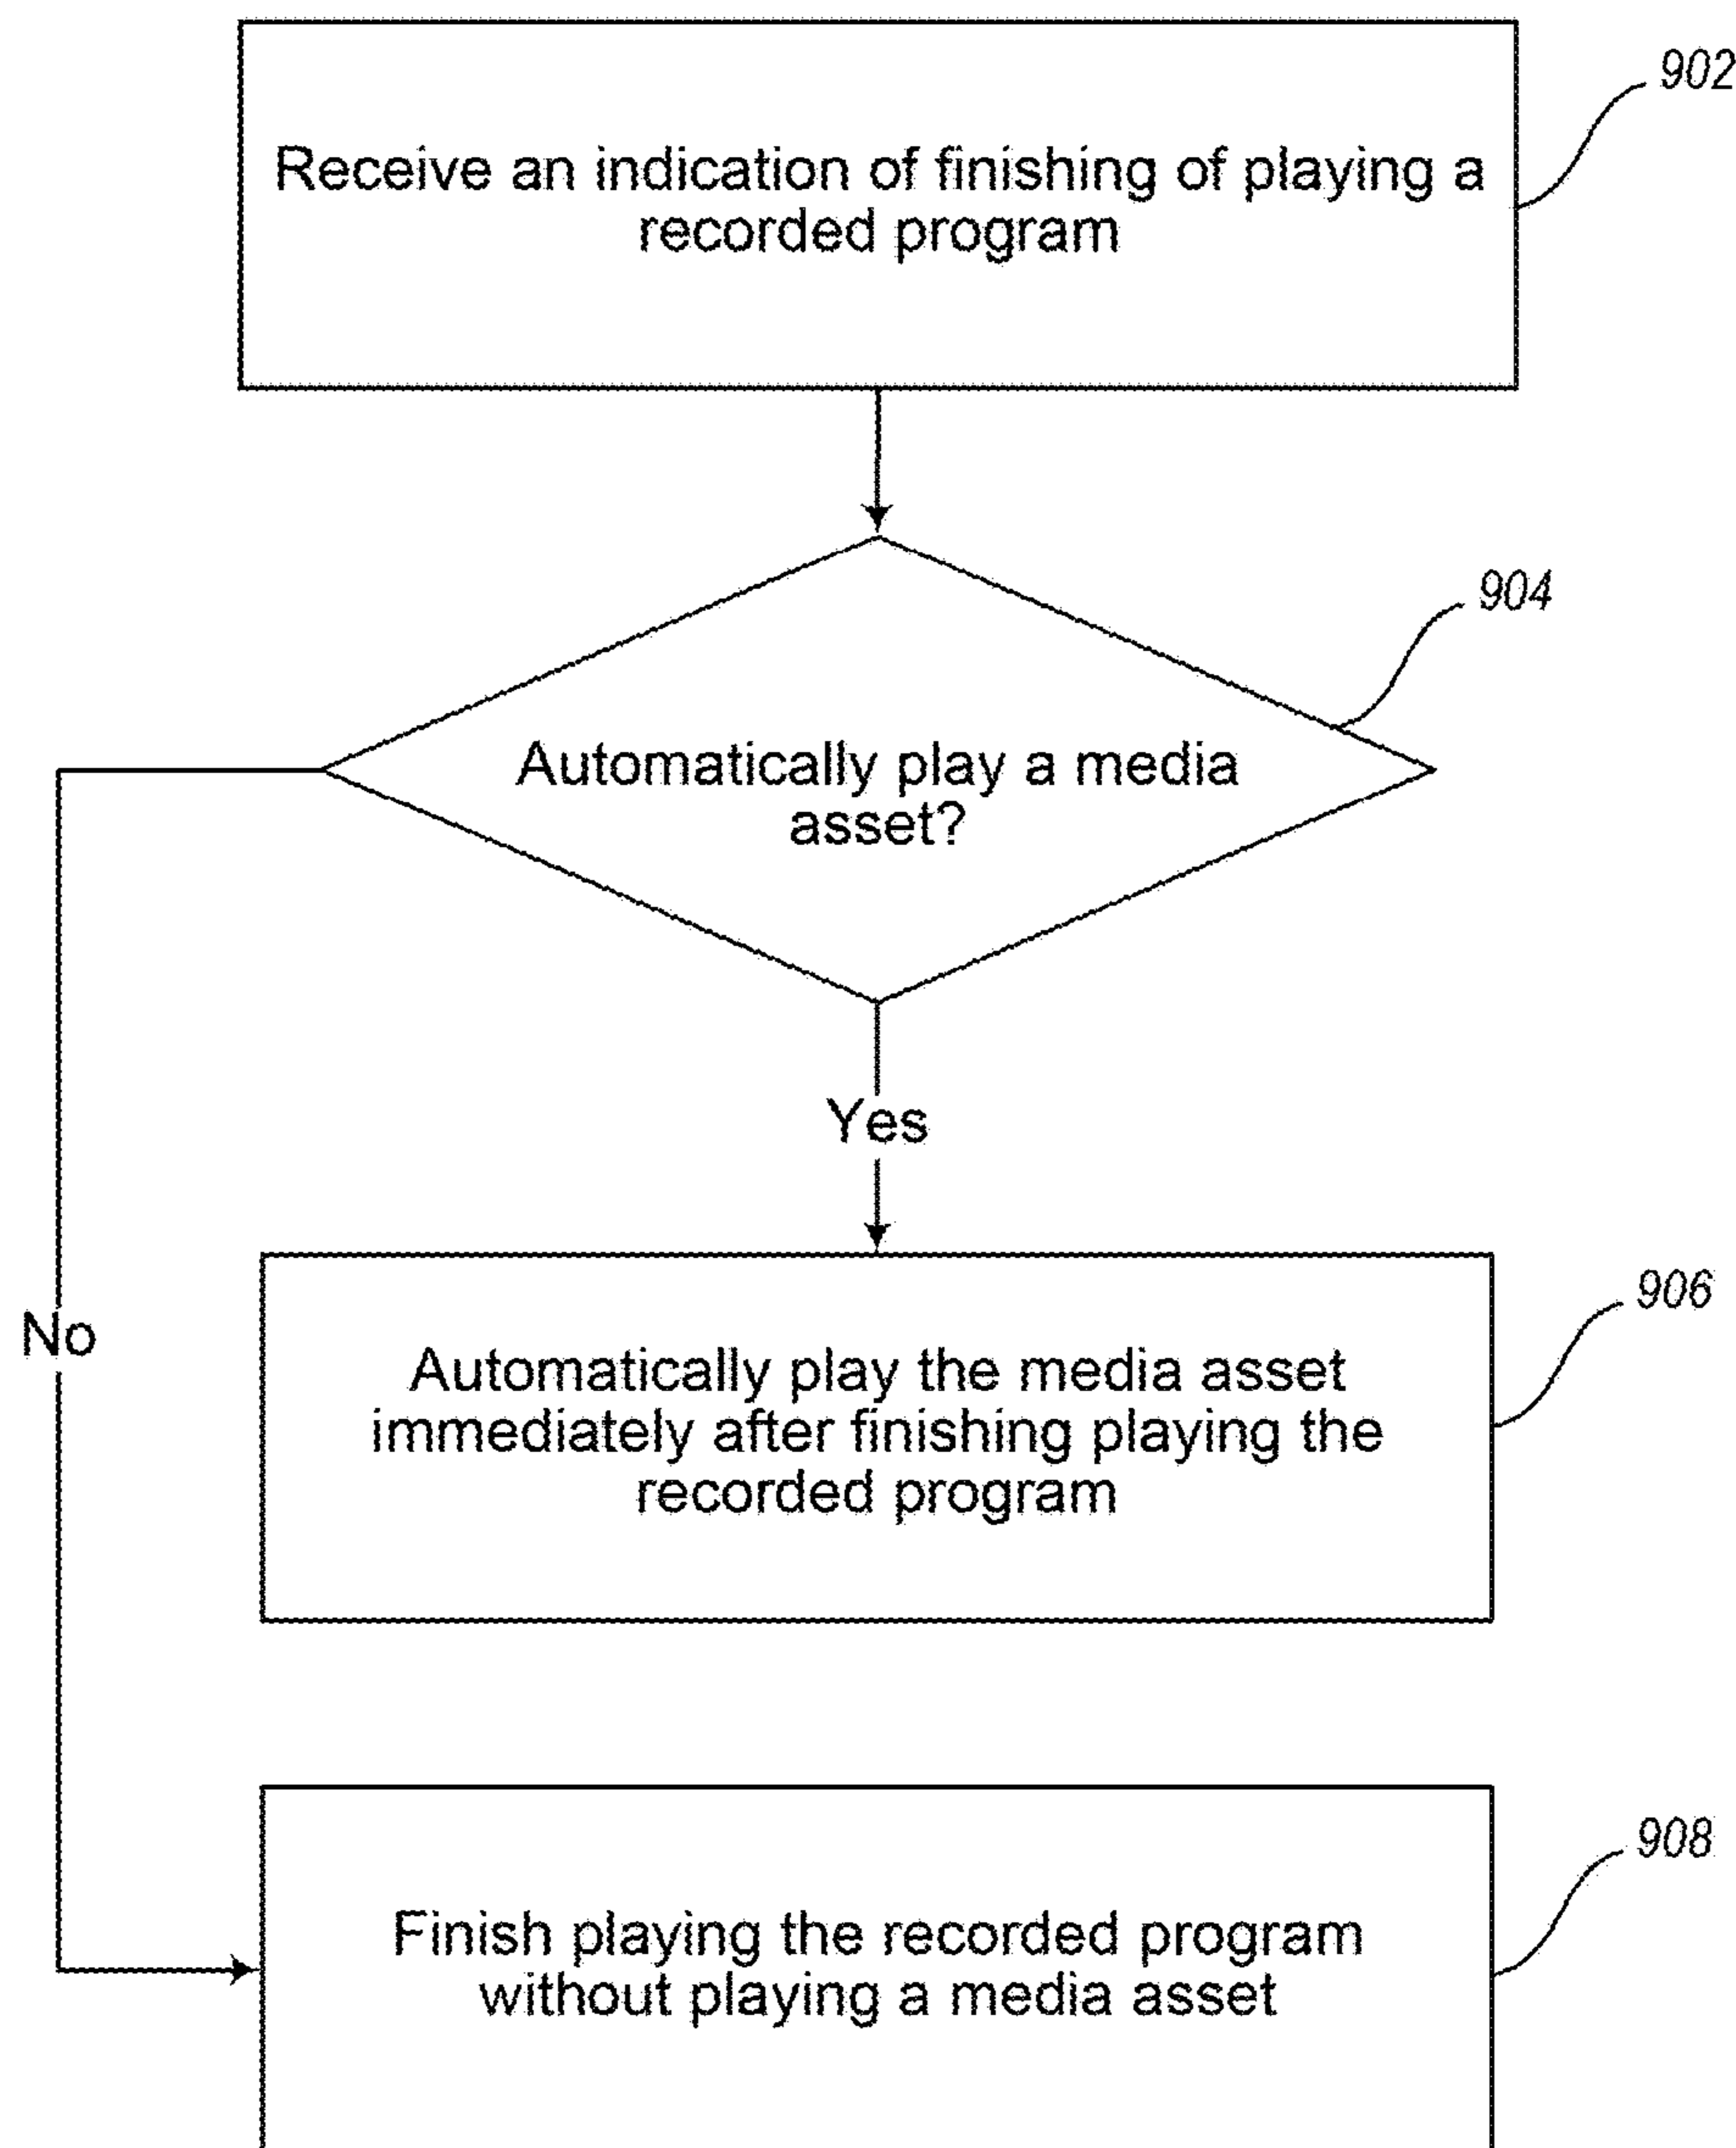 902
Receive an indication of finishing of playing a
recorded program
904
Automatically play a media
asset?
Yes
No
906
Automatically play the media asset
immediately after finishing playing the
recorded program
908
Finish playing the recorded program
without playing a media asset